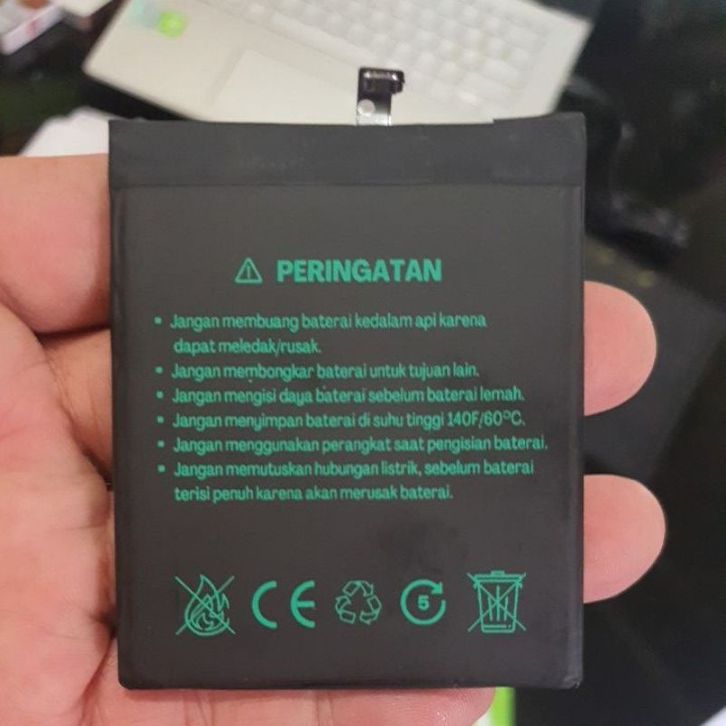 PERINGATAN
• Jangan membuang baterai kedalam api karena
dapat meledak/rusak.
• Jangan membongkar baterai untuk tujuan lain.
• Jangan mengisi daya baterai sebelum baterai lemah.
• Jangan menyimpan baterai di suhu tinggi 140F/60°C.
• Jangan menggunakan perangkat saat pengisian baterai.
• Jangan memutuskan hubungan listrik, sebelum baterai
terisi penuh karena akan merusak baterai.
CE 5